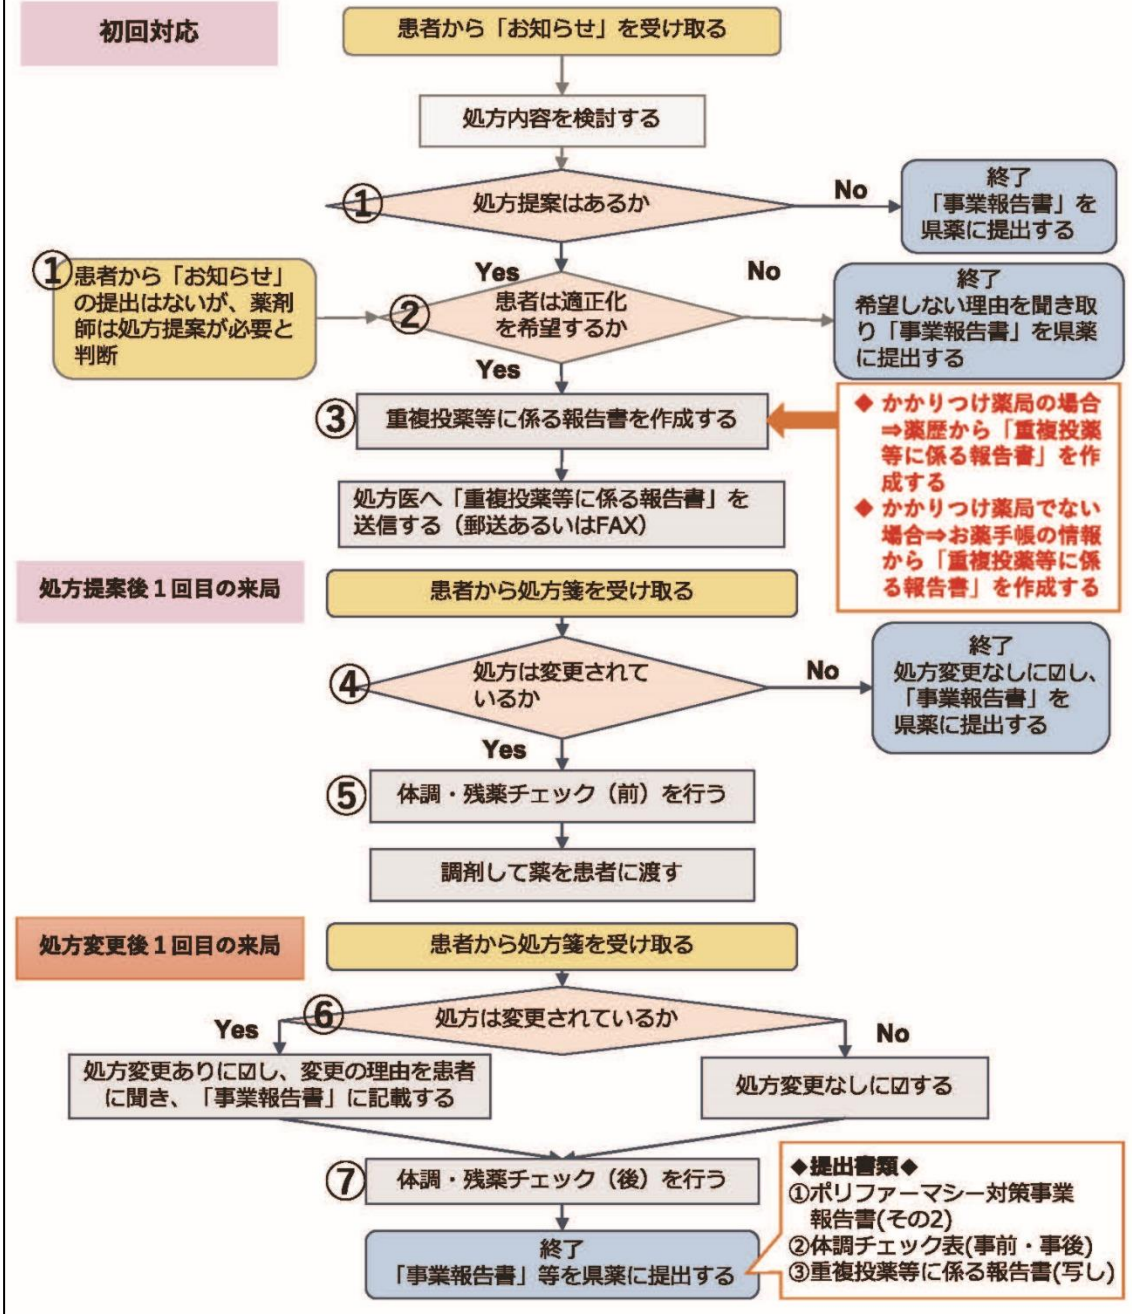 初回対応
患者から「お知らせ」を受け取る
処方内容を検討する
①
処方提案はあるか
No
終了
「事業報告書」を
県薬に提出する
Yes
①
患者から「お知らせ」
の提出はないが、薬剤
師は処方提案が必要と
判断
②
患者は適正化
を希望するか
No
終了
希望しない理由を聞き取
り「事業報告書」を県薬
に提出する
Yes
③
重複投薬等に係る報告書を作成する
◆ かかりつけ薬局の場合
⇒薬歴から「重複投薬
等に係る報告書」を作
成する
◆ かかりつけ薬局でない
場合⇒お薬手帳の情報
から「重複投薬等に係
る報告書」を作成する
処方医へ「重複投薬等に係る報告書」を
送信する（郵送あるいはFAX）
処方提案後１回目の来局
患者から処方箋を受け取る
④
処方は変更されて
いるか
No
終了
処方変更なしに☑し、
「事業報告書」を
県薬に提出する
Yes
⑤
体調・残薬チェック（前）を行う
調剤して薬を患者に渡す
処方変更後１回目の来局
患者から処方箋を受け取る
⑥
処方は変更されているか
Yes
No
処方変更ありに☑し、変更の理由を患者
に聞き、「事業報告書」に記載する
処方変更なしに☑する
⑦
体調・残薬チェック（後）を行う
終了
「事業報告書」等を県薬に提出する
◆提出書類◆
①ポリファーマシー対策事業
報告書(その2)
②体調チェック表(事前・事後)
③重複投薬等に係る報告書(写し)